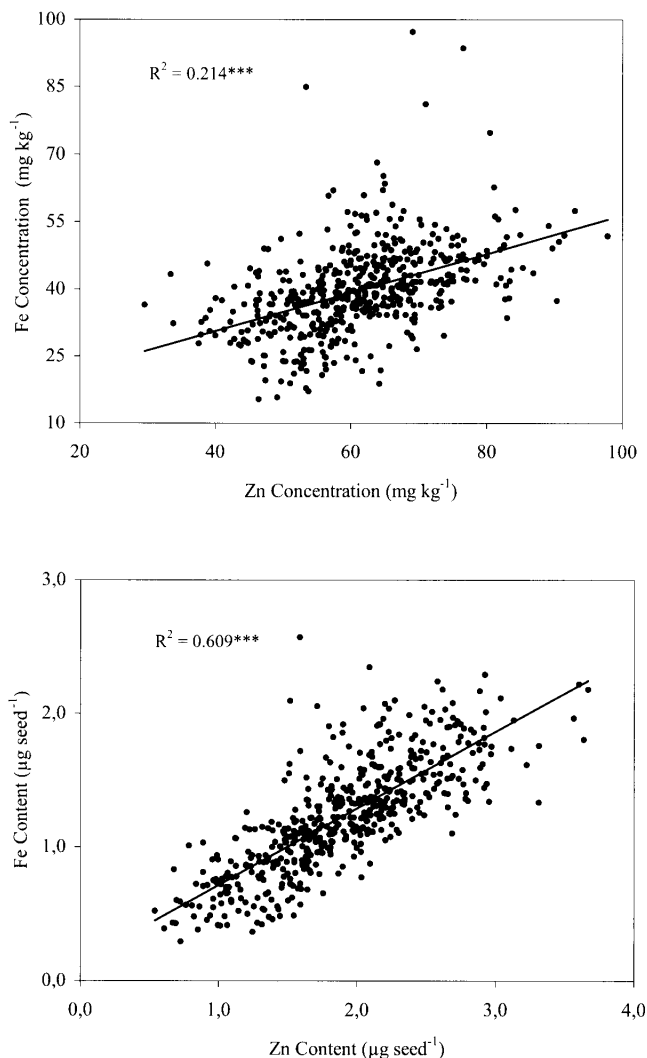 100
R² = 0.214***
85
70
55
40
25
10
Fe Concentration (mg kg⁻¹)
20 40 60 80 100
Zn Concentration (mg kg⁻¹)
3,0
R² = 0.609***
2,0
1,0
0,0
Fe Content (µg seed⁻¹)
0,0 1,0 2,0 3,0 4,0
Zn Content (µg seed⁻¹)